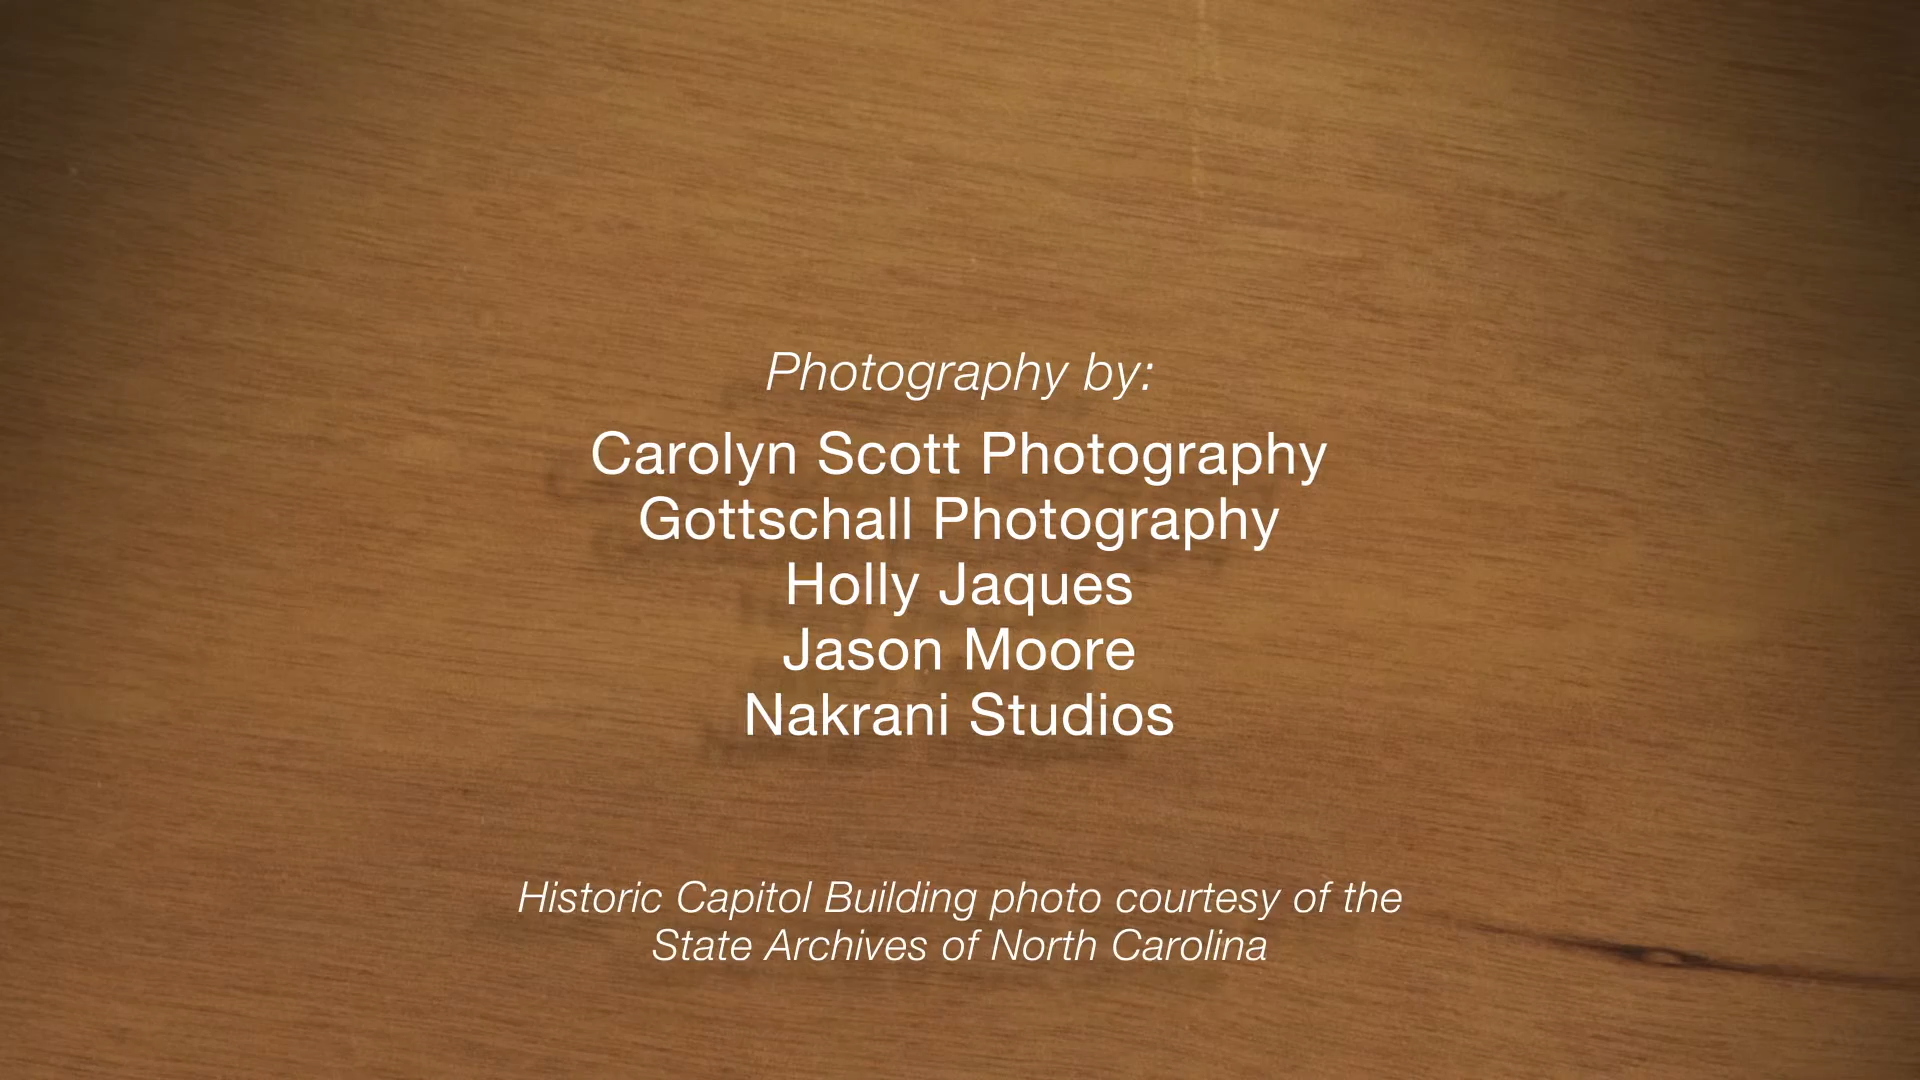 Photography by:
Carolyn Scott Photography
Gottschall Photography
Holly Jaques
Jason Moore
Nakrani Studios
Historic Capitol Building photo courtesy of the
State Archives of North Carolina